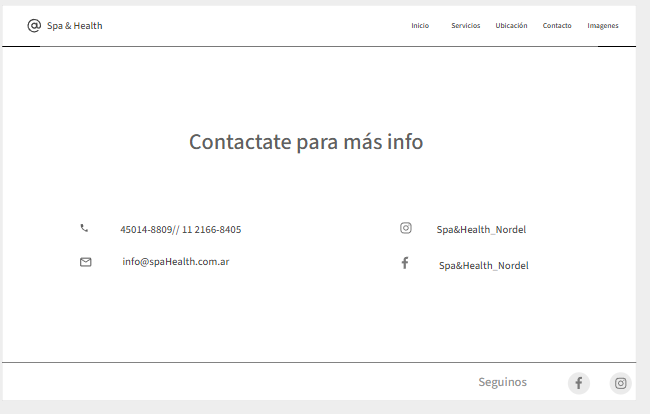 @ Spa & Health
Inicio Servicios Ubicación Contacto Imagenes
Contactate para más info
45014-8809// 11 2166-8405
Spa&Health_Nordel
info@spaHealth.com.ar
Spa&Health_Nordel
Seguinos